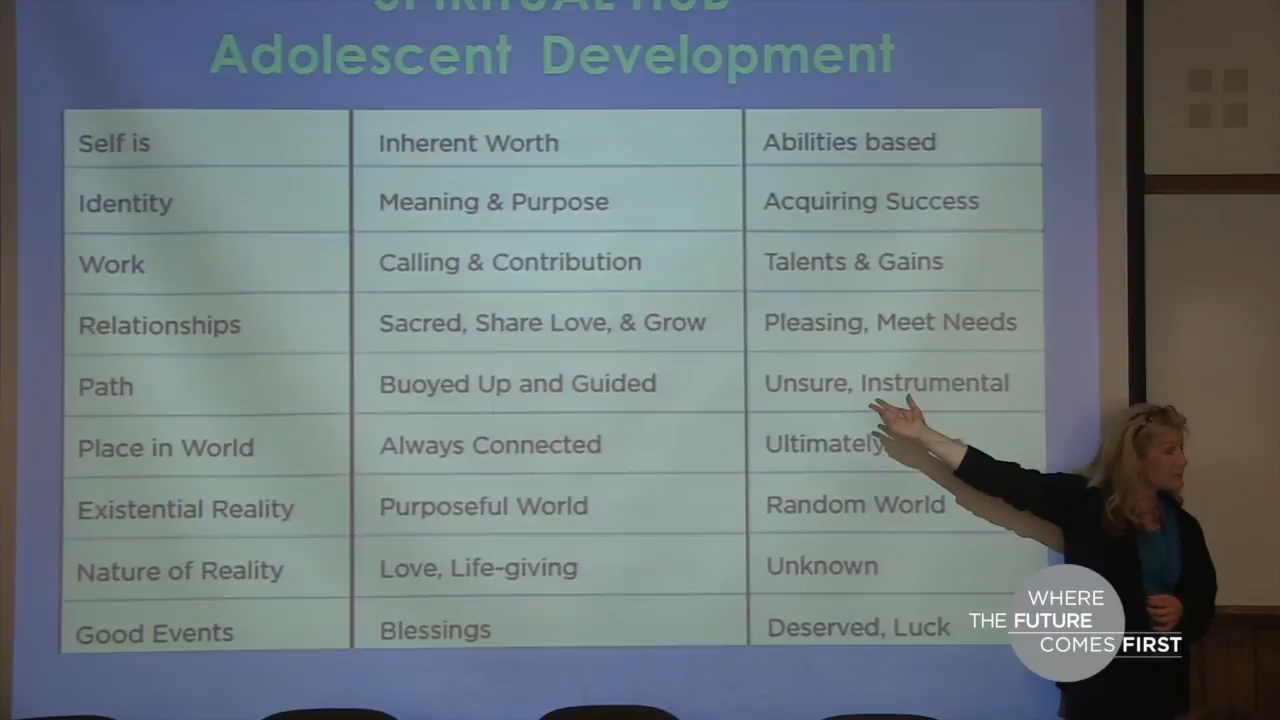 SPIRITUAL HUB
Adolescent Development
Self is Inherent Worth Abilities based
Identity Meaning & Purpose Acquiring Success
Work Calling & Contribution Talents & Gains
Relationships Sacred, Share Love, & Grow Pleasing, Meet Needs
Path Buoyed Up and Guided Unsure, Instrumental
Place in World Always Connected Ultimately
Existential Reality Purposeful World Random World
Nature of Reality Love, Life-giving Unknown
Good Events Blessings Deserved, Luck
WHERE
THE FUTURE
COMES FIRST